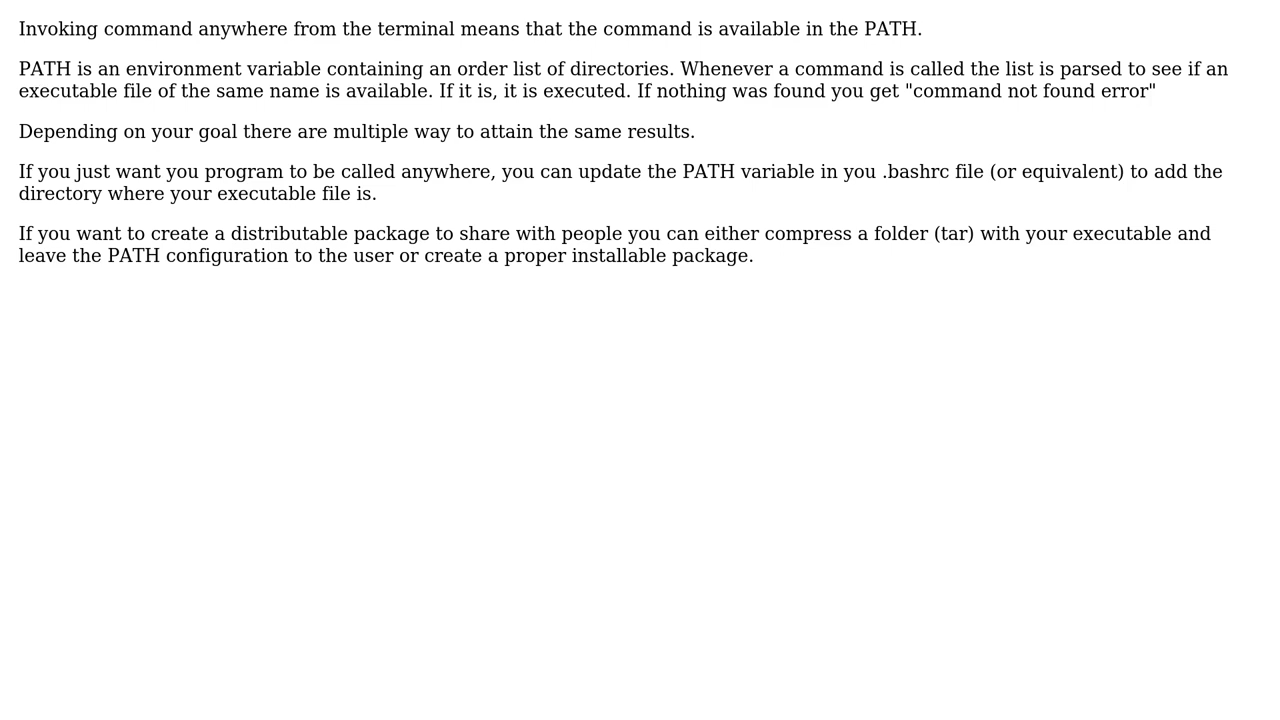 Invoking command anywhere from the terminal means that the command is available in the PATH.
PATH is an environment variable containing an order list of directories. Whenever a command is called the list is parsed to see if an
executable file of the same name is available. If it is, it is executed. If nothing was found you get "command not found error"
Depending on your goal there are multiple way to attain the same results.
If you just want you program to be called anywhere, you can update the PATH variable in you .bashrc file (or equivalent) to add the
directory where your executable file is.
If you want to create a distributable package to share with people you can either compress a folder (tar) with your executable and
leave the PATH configuration to the user or create a proper installable package.